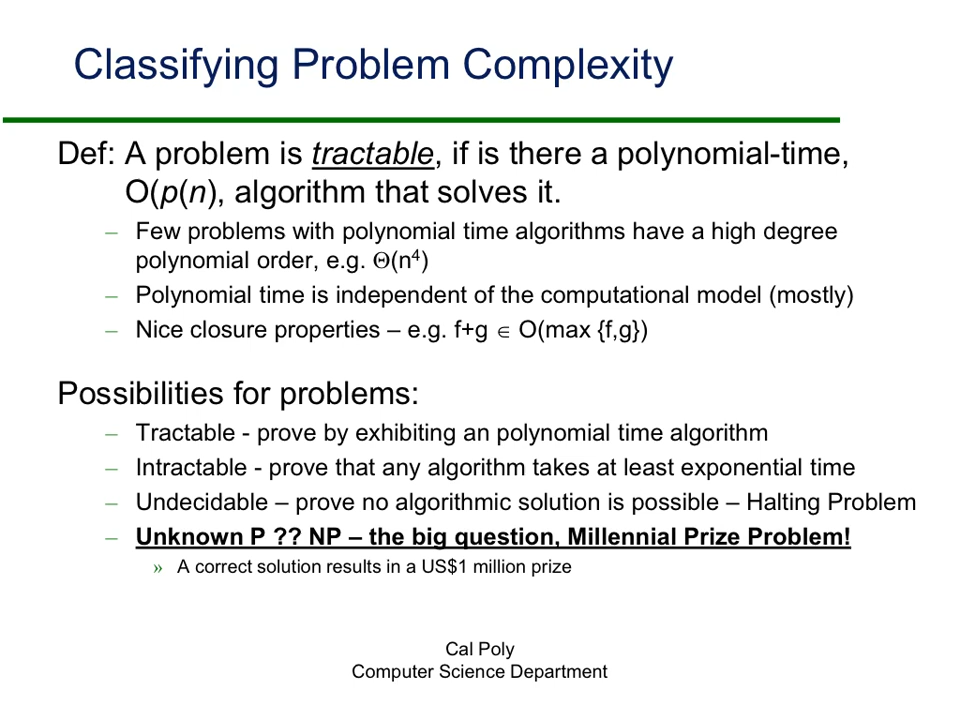 Classifying Problem Complexity
Def: A problem is tractable, if is there a polynomial-time,
O(p(n), algorithm that solves it.
– Few problems with polynomial time algorithms have a high degree
polynomial order, e.g. Θ(n⁴)
– Polynomial time is independent of the computational model (mostly)
– Nice closure properties – e.g. f+g ∈ O(max {f,g})
Possibilities for problems:
– Tractable - prove by exhibiting an polynomial time algorithm
– Intractable - prove that any algorithm takes at least exponential time
– Undecidable – prove no algorithmic solution is possible – Halting Problem
– Unknown P ?? NP – the big question, Millennial Prize Problem!
» A correct solution results in a US$1 million prize
Cal Poly
Computer Science Department